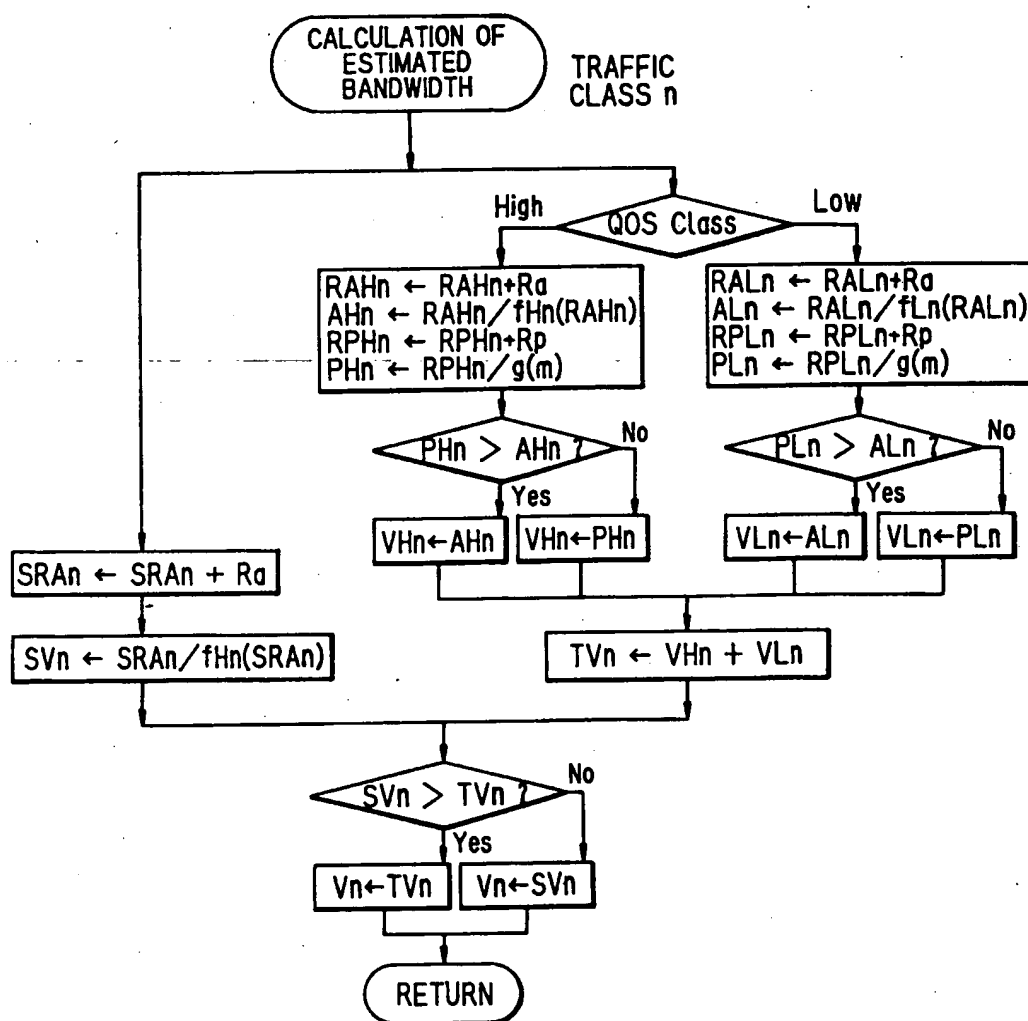 CALCULATION OF
ESTIMATED
BANDWIDTH
TRAFFIC
CLASS n
High
QOS Class
Low
RAHn ← RAHn+Ra
AHn ← RAHn/fHn(RAHn)
RPHn ← RPHn+Rp
PHn ← RPHn/g(m)
RALn ← RALn+Ra
ALn ← RALn/fLn(RALn)
RPLn ← RPLn+Rp
PLn ← RPLn/g(m)
PHn > AHn ?
No
Yes
PLn > ALn ?
No
Yes
VHn←AHn
VHn←PHn
VLn←ALn
VLn←PLn
SRAn ← SRAn + Ra
SVn ← SRAn/fHn(SRAn)
TVn ← VHn + VLn
SVn > TVn ?
No
Yes
Vn←TVn
Vn←SVn
RETURN